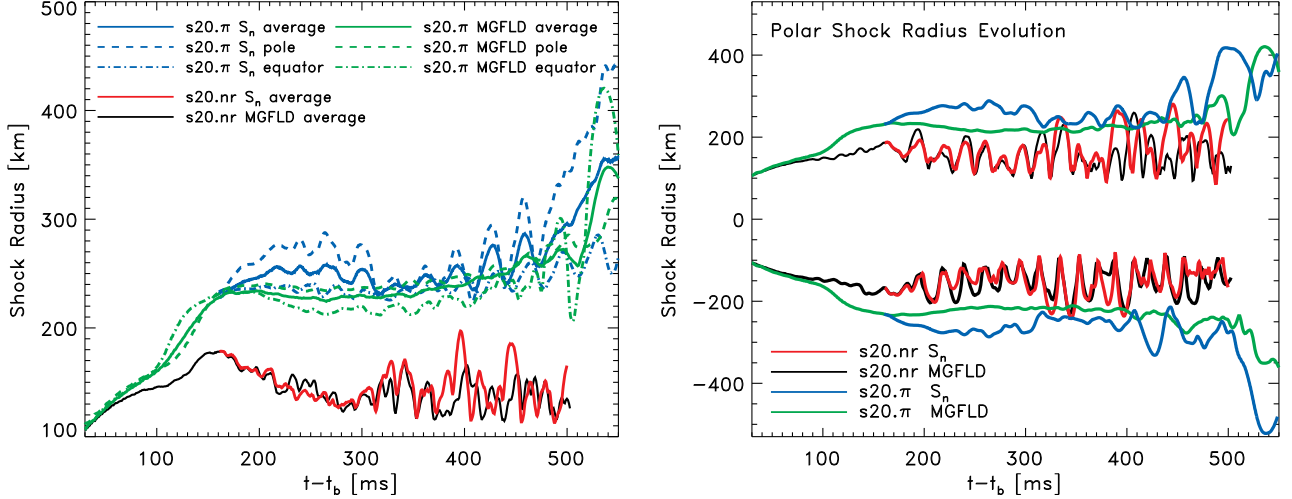 s20.π Sₙ average
s20.π Sₙ pole
s20.π Sₙ equator
s20.π MGFLD average
s20.π MGFLD pole
s20.π MGFLD equator
s20.nr Sₙ average
s20.nr MGFLD average
500
400
300
200
100
Shock Radius [km]
100 200 300 400 500
t−t_b [ms]
Polar Shock Radius Evolution
400
200
0
−200
−400
Shock Radius [km]
s20.nr Sₙ
s20.nr MGFLD
s20.π Sₙ
s20.π MGFLD
100 200 300 400 500
t−t_b [ms]